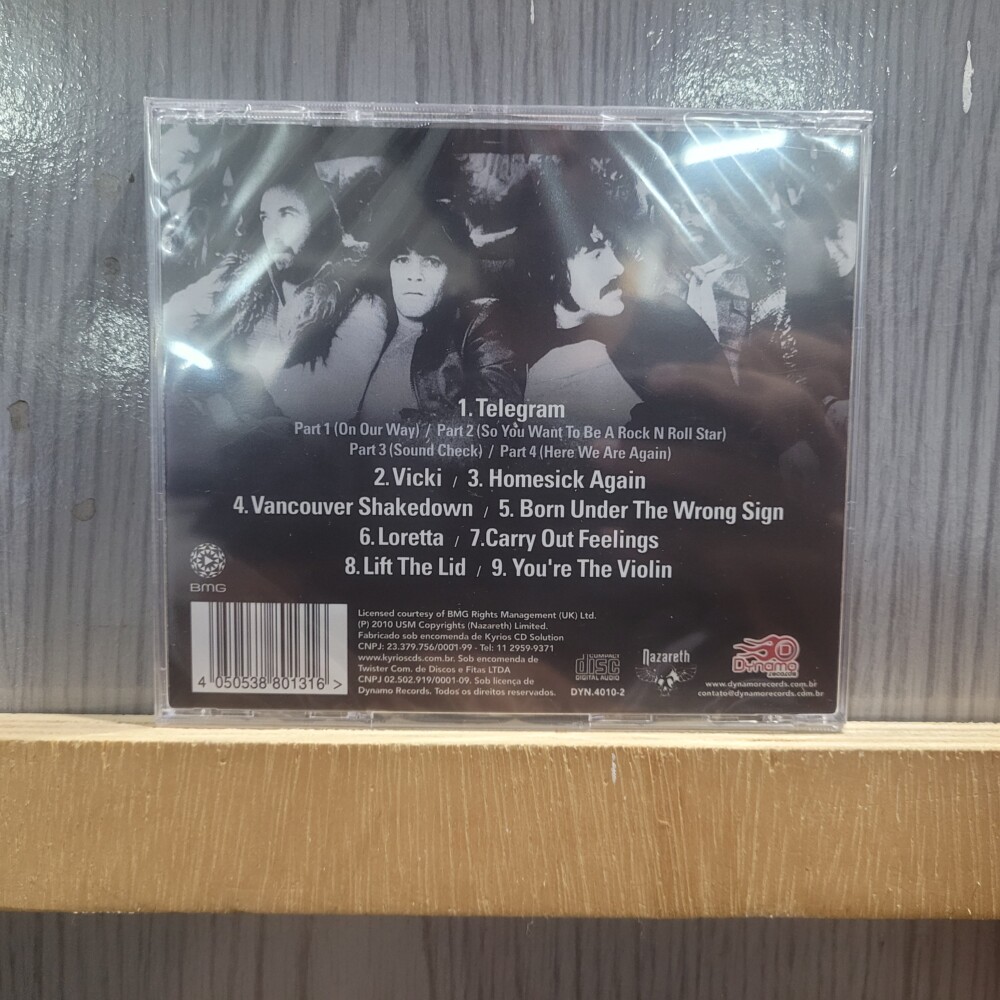 1. Telegram
Part 1 (On Our Way) / Part 2 (So You Want To Be A Rock N Roll Star)
Part 3 (Sound Check) / Part 4 (Here We Are Again)
2. Vicki / 3. Homesick Again
4. Vancouver Shakedown / 5. Born Under The Wrong Sign
6. Loretta / 7.Carry Out Feelings
8. Lift The Lid / 9. You're The Violin
BMG
4 050538 801316 >
Licensed courtesy of BMG Rights Management (UK) Ltd.
(P) 2010 USM Copyrights (Nazareth) Limited.
Fabricado sob encomenda de Kyrios CD Solution
CNPJ: 23.379.756/0001-99 - Tel: 11 2959-9371
www.kyrioscds.com.br. Sob encomenda de
Twister Com. de Discos e Fitas LTDA
CNPJ 02.502.919/0001-09. Sob licença de
Dynamo Records. Todos os direitos reservados.
COMPACT
disc
DIGITAL AUDIO
DYN.4010-2
Nazareth
D
Dynamo
records
www.dynamorecords.com.br
contato@dynamorecords.com.br